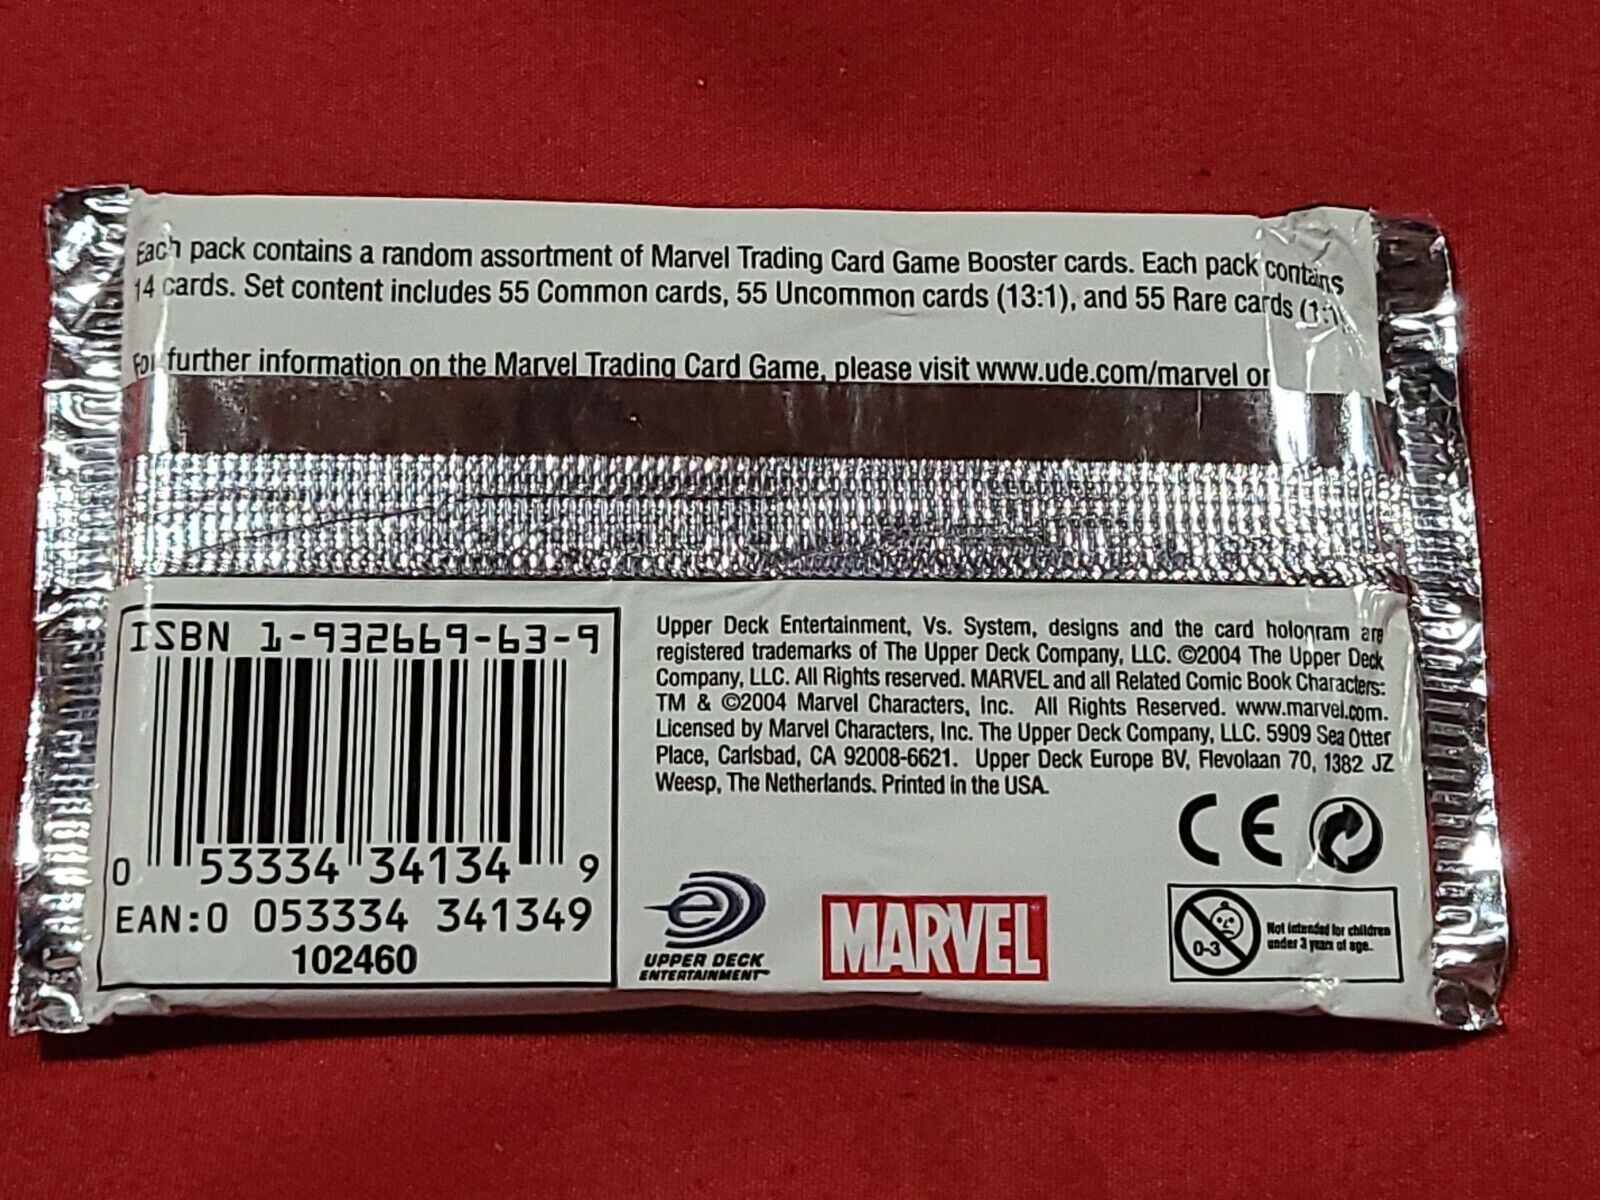 Each pack contains a random assortment of Marvel Trading Card Game Booster cards. Each pack contains
14 cards. Set content includes 55 Common cards, 55 Uncommon cards (13:1), and 55 Rare cards (1:1)
For further information on the Marvel Trading Card Game, please visit www.ude.com/marvel or
ISBN 1-932669-63-9
0 53334 34134 9
EAN:0 053334 341349
102460
Upper Deck Entertainment, Vs. System, designs and the card hologram are
registered trademarks of The Upper Deck Company, LLC. ©2004 The Upper Deck
Company, LLC. All Rights reserved. MARVEL and all Related Comic Book Characters:
TM & ©2004 Marvel Characters, Inc. All Rights Reserved. www.marvel.com.
Licensed by Marvel Characters, Inc. The Upper Deck Company, LLC. 5909 Sea Otter
Place, Carlsbad, CA 92008-6621. Upper Deck Europe BV, Flevolaan 70, 1382 JZ
Weesp, The Netherlands. Printed in the USA.
CE
e
UPPER DECK
ENTERTAINMENT™
MARVEL
0-3
Not intended for children
under 3 years of age.